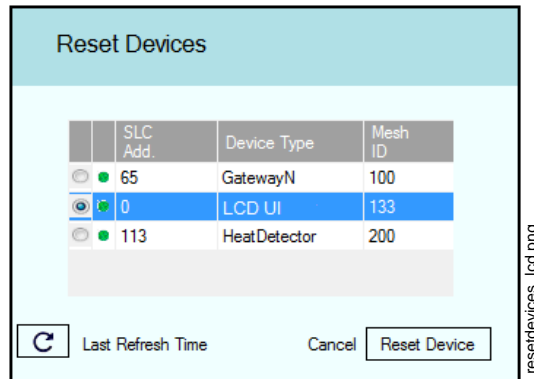 Reset Devices
SLC Add. Device Type Mesh ID
65 GatewayN 100
0 LCD UI 133
113 HeatDetector 200
Last Refresh Time Cancel Reset Device
resetdevices_lcd.png